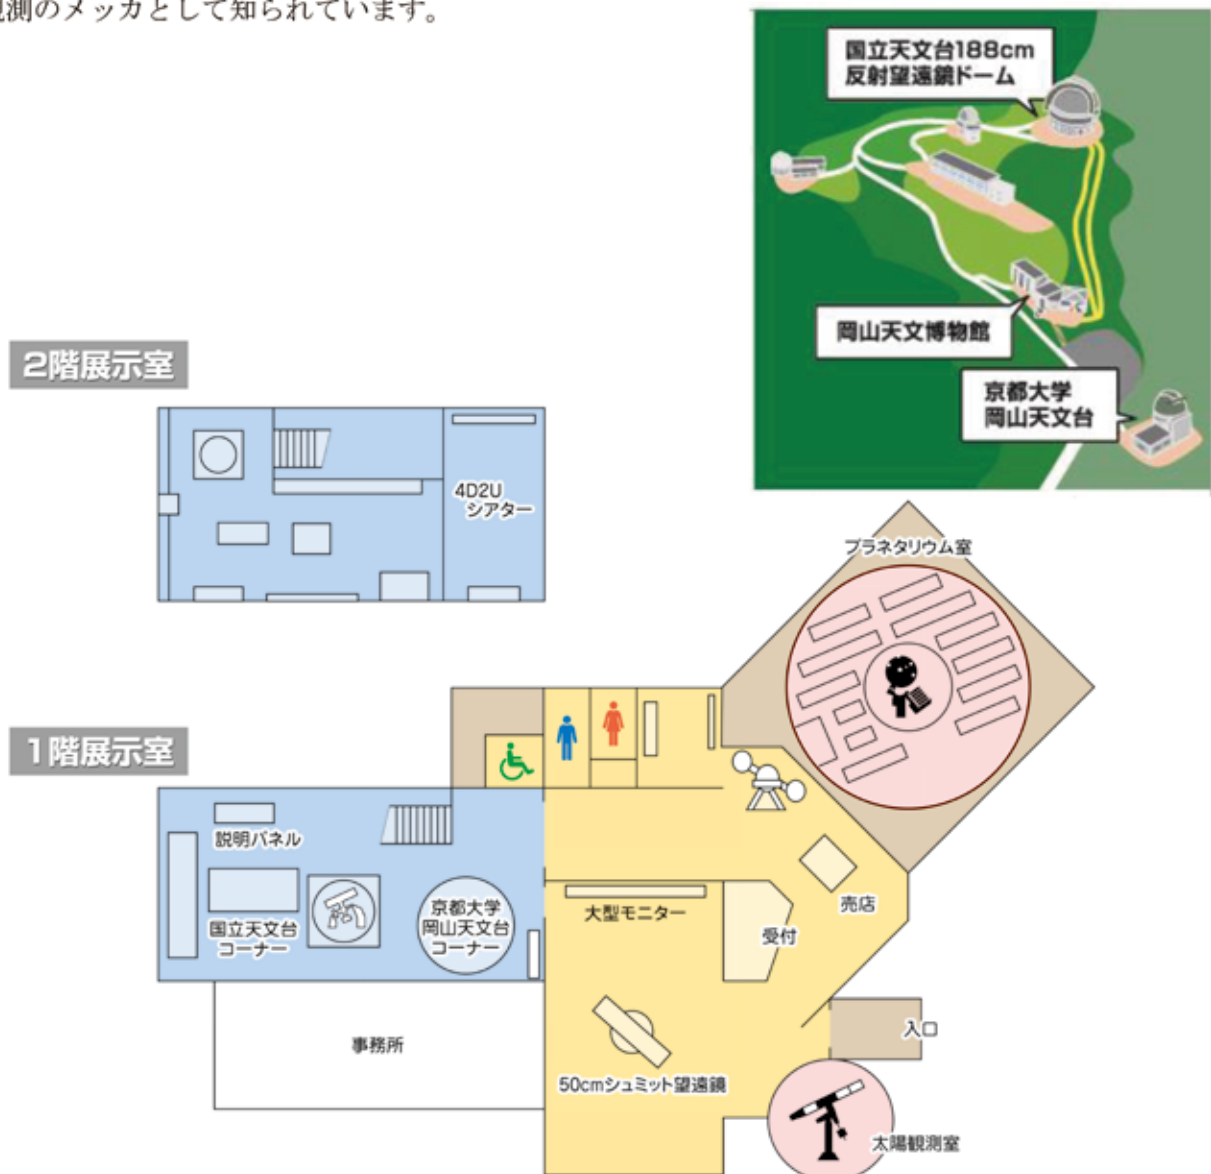 観測のメッカとして知られています。
国立天文台188cm
反射望遠鏡ドーム
岡山天文博物館
京都大学
岡山天文台
2階展示室
4D2U
シアター
プラネタリウム室
1階展示室
説明パネル
国立天文台
コーナー
京都大学
岡山天文台
コーナー
大型モニター
受付
売店
事務所
50cmシュミット望遠鏡
入口
太陽観測室